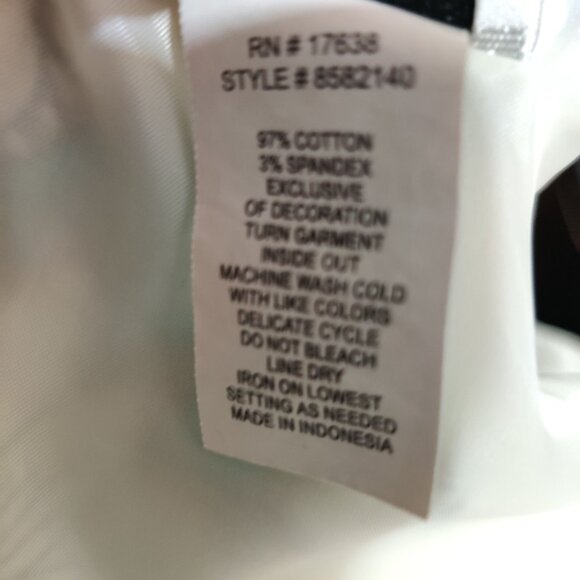 RN # 17638
STYLE # 8582140
97% COTTON
3% SPANDEX
EXCLUSIVE
OF DECORATION
TURN GARMENT
INSIDE OUT
MACHINE WASH COLD
WITH LIKE COLORS
DELICATE CYCLE
DO NOT BLEACH
LINE DRY
IRON ON LOWEST
SETTING AS NEEDED
MADE IN INDONESIA